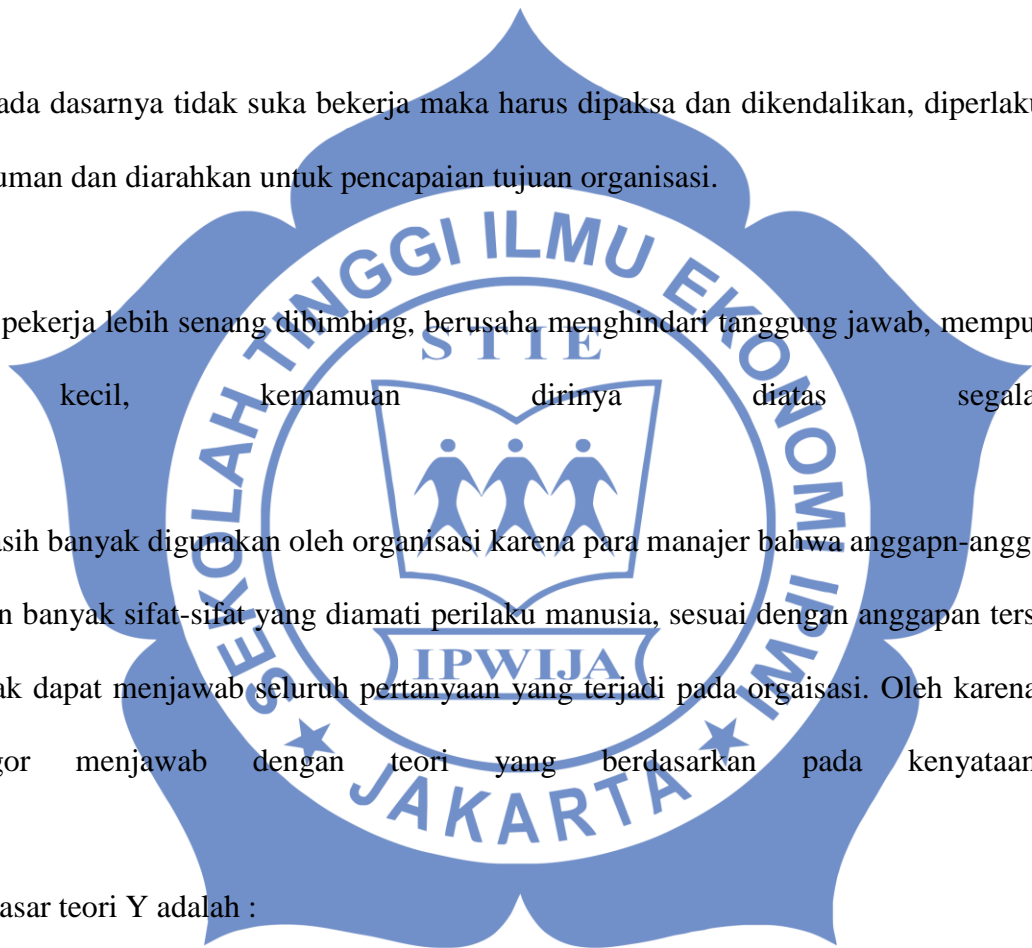 ada dasarnya tidak suka bekerja maka harus dipaksa dan dikendalikan, diperlaku
uman dan diarahkan untuk pencapaian tujuan organisasi.
SEKOLAH TINGGI ILMU EKONOMI IPWI
pekerja lebih senang dibimbing, berusaha menghindari tanggung jawab, mempu
STIE
kecil, kemamuan dirinya diatas segala
asih banyak digunakan oleh organisasi karena para manajer bahwa anggapn-angg
n banyak sifat-sifat yang diamati perilaku manusia, sesuai dengan anggapan ters
IPWIJA
ak dapat menjawab seluruh pertanyaan yang terjadi pada orgaisasi. Oleh karena
gor menjawab dengan teori yang berdasarkan pada kenyataan
★ JAKARTA ★
asar teori Y adalah :